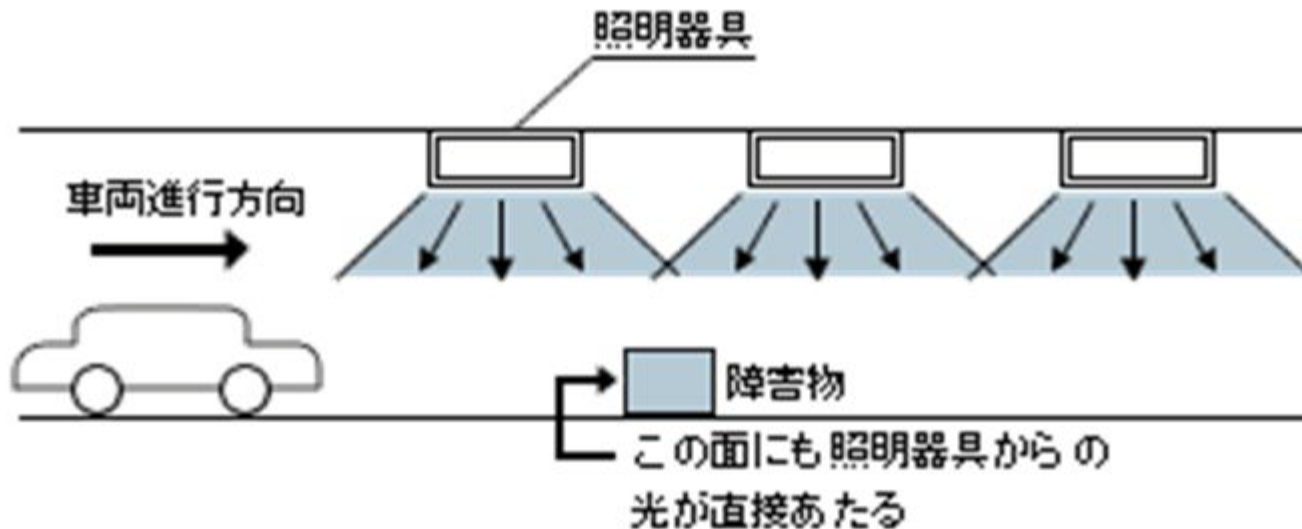 照明器具
車両進行方向
障害物
この面にも照明器具からの
光が直接あたる